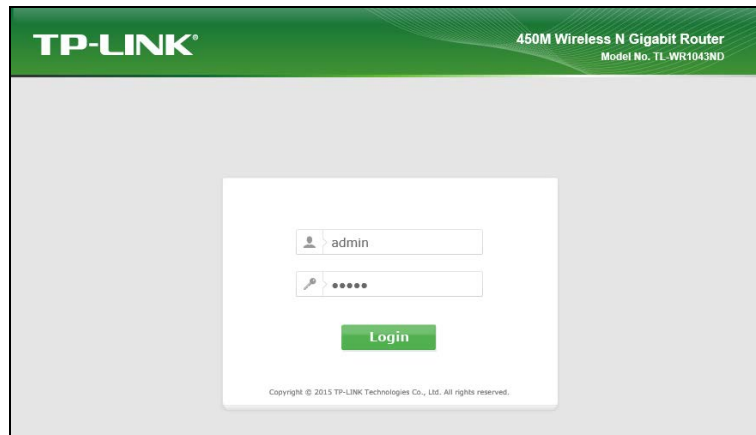 TP-LINK®
450M Wireless N Gigabit Router
Model No. TL-WR1043ND
admin
•••••
Login
Copyright © 2015 TP-LINK Technologies Co., Ltd. All rights reserved.